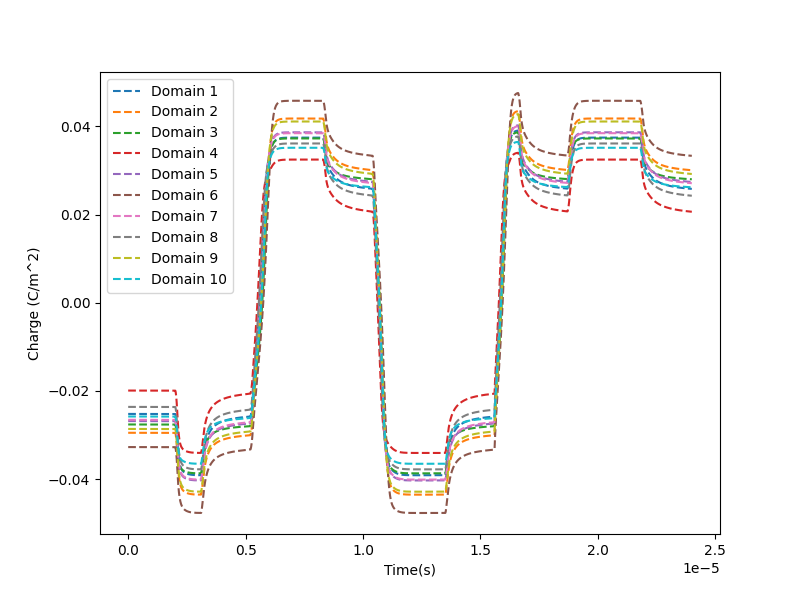 Domain 1
Domain 2
Domain 3
Domain 4
Domain 5
Domain 6
Domain 7
Domain 8
Domain 9
Domain 10
Charge (C/m^2)
0.04
0.02
0.00
−0.02
−0.04
0.0 0.5 1.0 1.5 2.0 2.5
1e−5
Time(s)